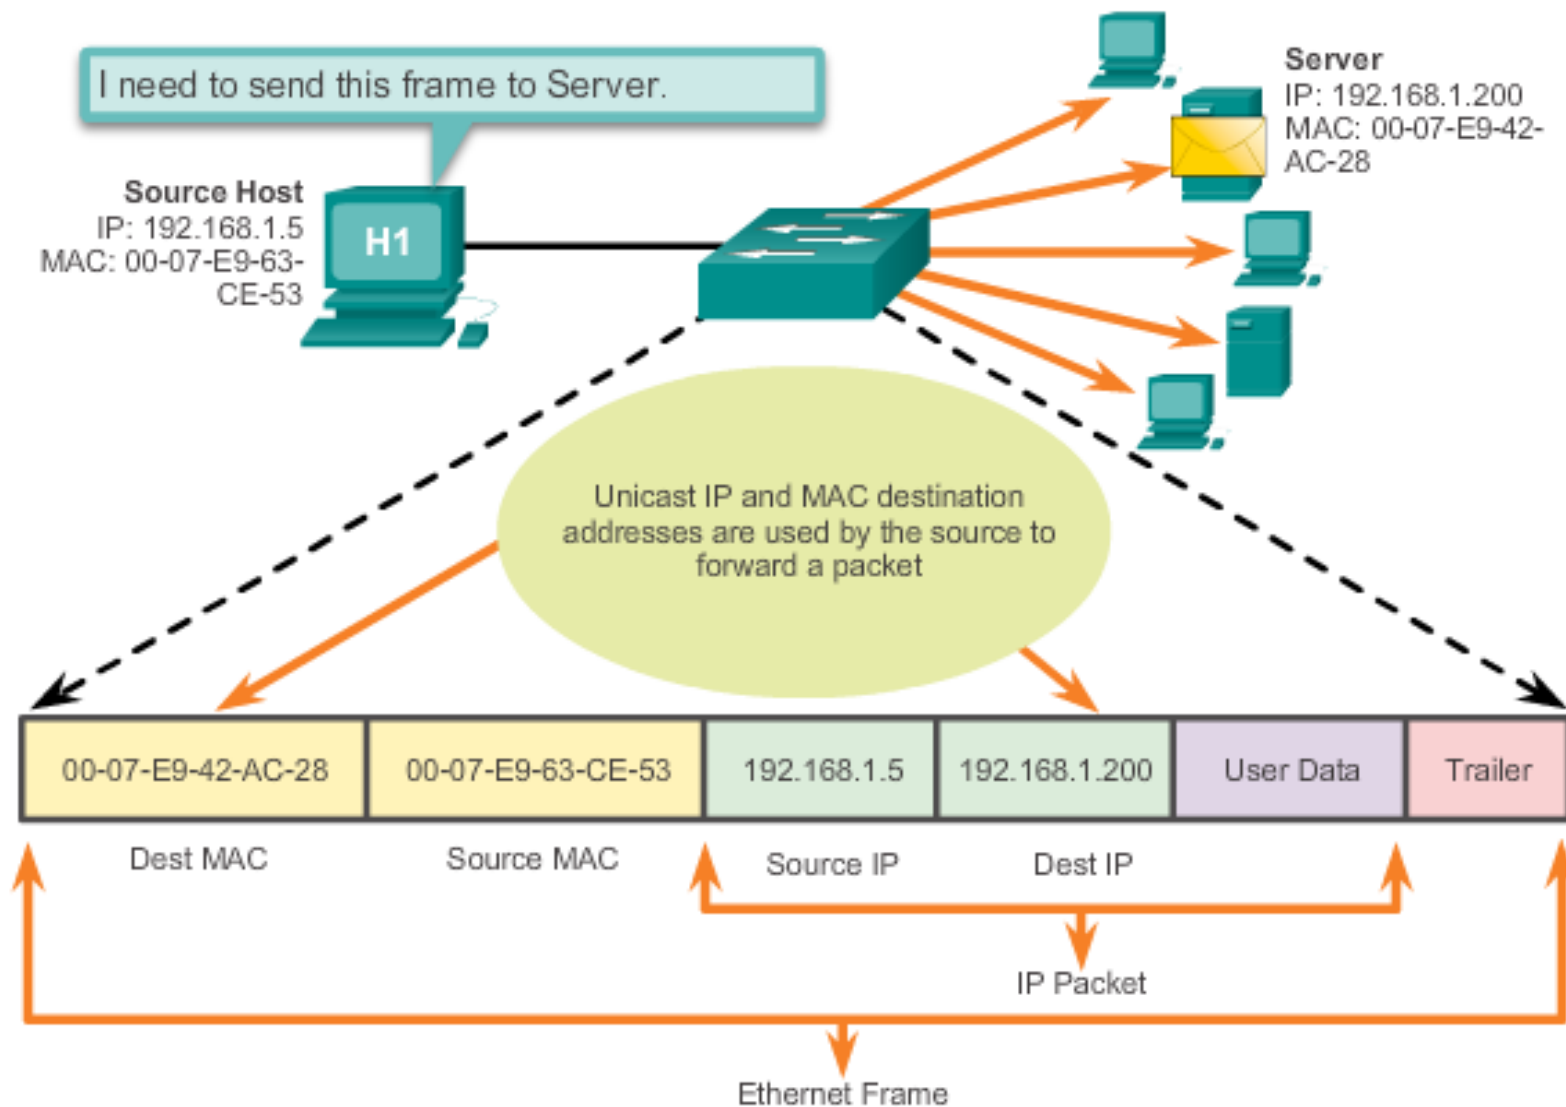 I need to send this frame to Server.
Server
IP: 192.168.1.200
MAC: 00-07-E9-42-
AC-28
Source Host
IP: 192.168.1.5
MAC: 00-07-E9-63-
CE-53
H1
Unicast IP and MAC destination
addresses are used by the source to
forward a packet
00-07-E9-42-AC-28
00-07-E9-63-CE-53
192.168.1.5
192.168.1.200
User Data
Trailer
Dest MAC
Source MAC
Source IP
Dest IP
IP Packet
Ethernet Frame